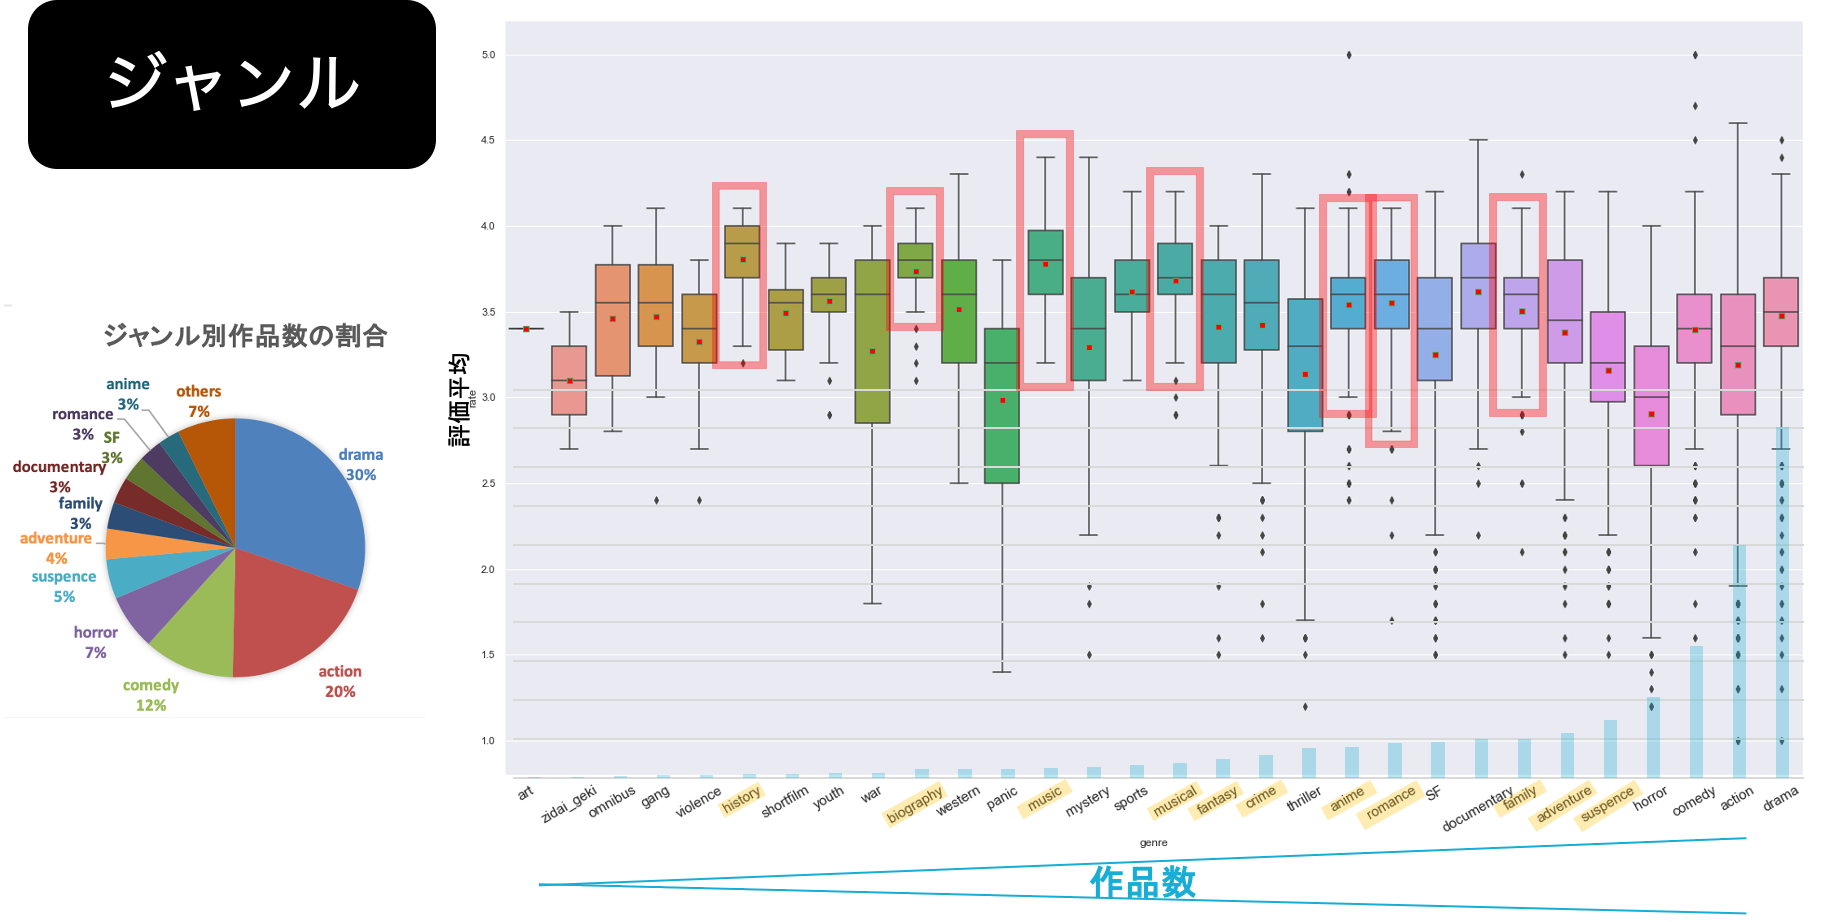 ジャンル
ジャンル別作品数の割合
anime
3%
others
7%
romance
3%
SF
3%
documentary
3%
family
3%
adventure
4%
suspence
5%
horror
7%
comedy
12%
action
20%
drama
30%
評価平均
rate
5.0
4.5
4.0
3.5
3.0
2.5
2.0
1.5
1.0
art
zidai_geki
omnibus
gang
violence
history
shortfilm
youth
war
biography
western
panic
music
mystery
sports
musical
fantasy
crime
thriller
anime
romance
SF
documentary
family
adventure
suspence
horror
comedy
action
drama
genre
作品数